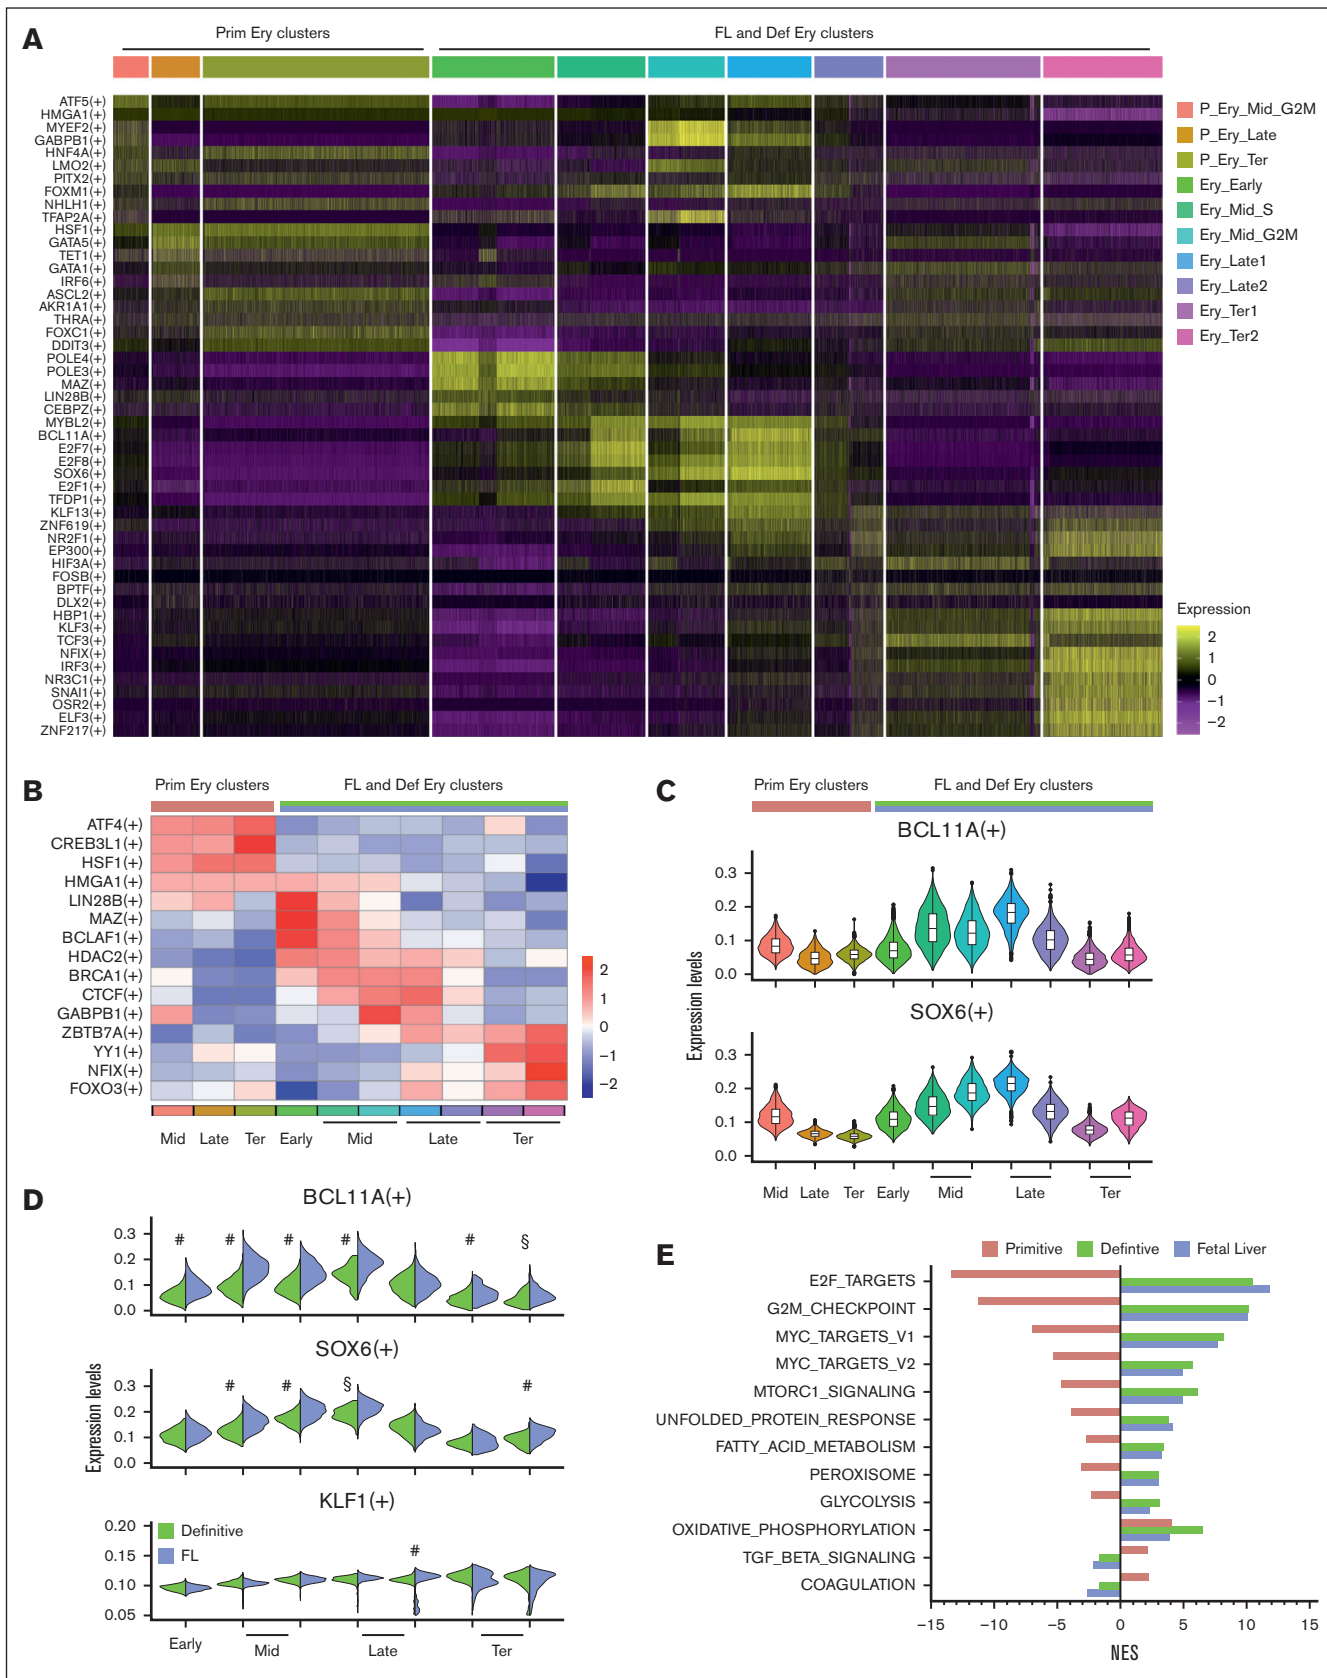 A
Prim Ery clusters
FL and Def Ery clusters
ATF5(+)
HMGA1(+)
MYEF2(+)
GABPB1(+)
HNF4A(+)
LMO2(+)
PITX2(+)
FOXM1(+)
NHLH1(+)
TFAP2A(+)
HSF1(+)
GATA5(+)
TET1(+)
GATA1(+)
IRF6(+)
ASCL2(+)
AKR1A1(+)
THRA(+)
FOXC1(+)
DDIT3(+)
POLE4(+)
POLE3(+)
MAZ(+)
LIN28B(+)
CEBPZ(+)
MYBL2(+)
BCL11A(+)
E2F7(+)
E2F8(+)
SOX6(+)
E2F1(+)
TFDP1(+)
KLF13(+)
ZNF619(+)
NR2F1(+)
EP300(+)
HIF3A(+)
FOSB(+)
BPTF(+)
DLX2(+)
HBP1(+)
KLF3(+)
TCF3(+)
NFIX(+)
IRF3(+)
NR3C1(+)
SNAI1(+)
OSR2(+)
ELF3(+)
ZNF217(+)
P_Ery_Mid_G2M
P_Ery_Late
P_Ery_Ter
Ery_Early
Ery_Mid_S
Ery_Mid_G2M
Ery_Late1
Ery_Late2
Ery_Ter1
Ery_Ter2
Expression
2
1
0
−1
−2
B
Prim Ery clusters
FL and Def Ery clusters
ATF4(+)
CREB3L1(+)
HSF1(+)
HMGA1(+)
LIN28B(+)
MAZ(+)
BCLAF1(+)
HDAC2(+)
BRCA1(+)
CTCF(+)
GABPB1(+)
ZBTB7A(+)
YY1(+)
NFIX(+)
FOXO3(+)
2
1
0
−1
−2
Mid Late Ter Early Mid Late Ter
C
Prim Ery clusters
FL and Def Ery clusters
BCL11A(+)
0.3
0.2
0.1
0.0
SOX6(+)
0.3
0.2
0.1
0.0
Expression levels
Mid Late Ter Early Mid Late Ter
D
BCL11A(+)
# # # # # §
0.3
0.2
0.1
0.0
SOX6(+)
# # § #
0.3
0.2
0.1
0.0
Expression levels
KLF1(+)
0.20
0.15
0.10
0.05
Definitive
FL
#
Early Mid Late Ter
E
Primitive Defintive Fetal Liver
E2F_TARGETS
G2M_CHECKPOINT
MYC_TARGETS_V1
MYC_TARGETS_V2
MTORC1_SIGNALING
UNFOLDED_PROTEIN_RESPONSE
FATTY_ACID_METABOLISM
PEROXISOME
GLYCOLYSIS
OXIDATIVE_PHOSPHORYLATION
TGF_BETA_SIGNALING
COAGULATION
−15 −10 −5 0 5 10 15
NES